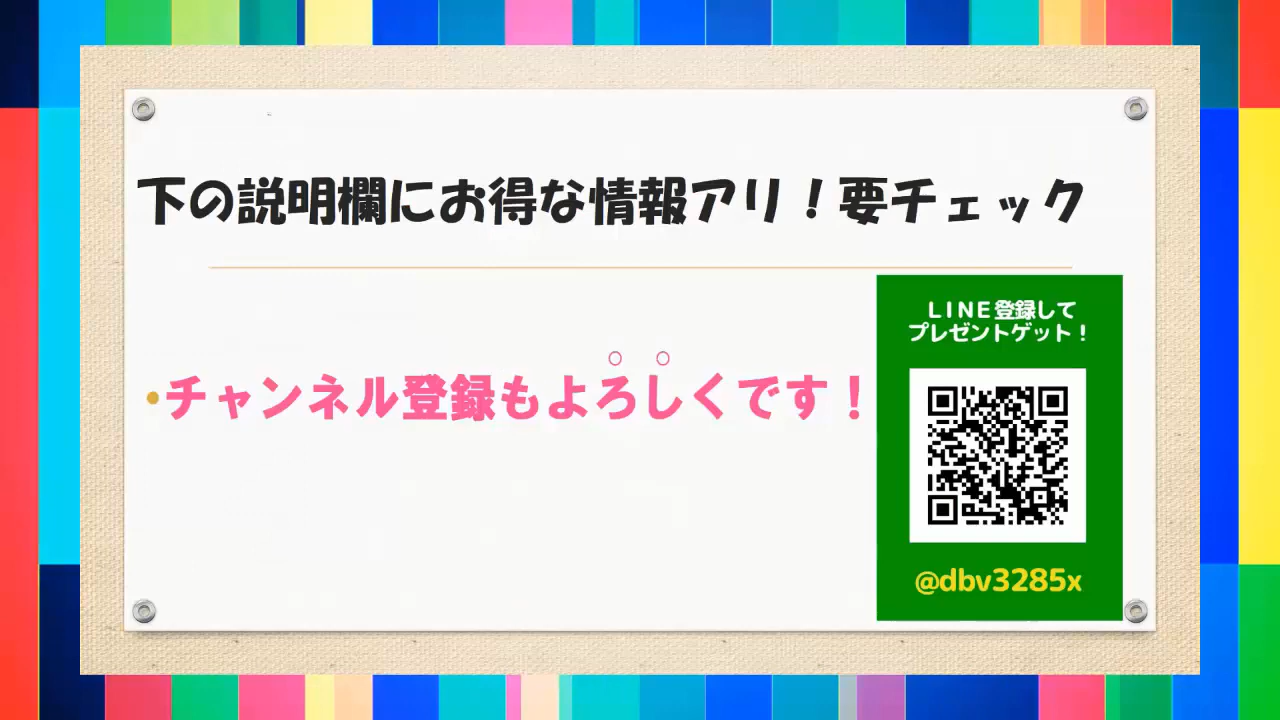 下の説明欄にお得な情報アリ！要チェック
•チャンネル登録もよろしくです！
LINE登録して
プレゼントゲット！
@dbv3285x